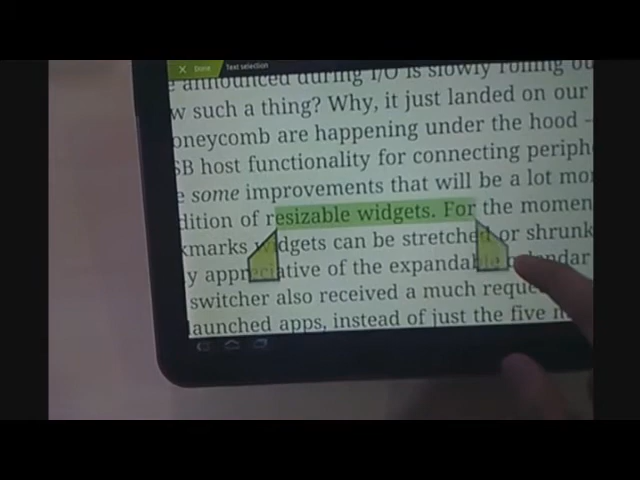 Done Text selection
announced during I/O is slowly rolling ou
w such a thing? Why, it just landed on our
oneycomb are happening under the hood –
SB host functionality for connecting periph
e some improvements that will be a lot mo
dition of resizable widgets. For the momen
kmarks widgets can be stretched or shrunk
y appreciative of the expandable calendar
switcher also received a much reque
launched apps, instead of just the five m